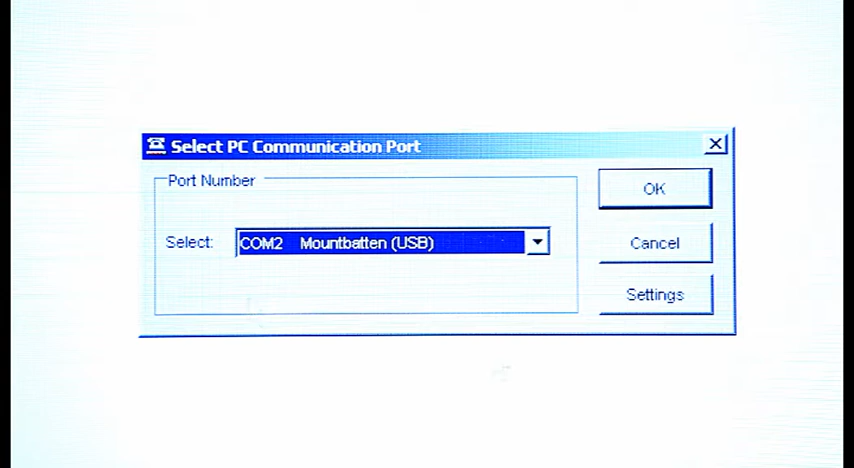 Select PC Communication Port
Port Number
OK
Select: COM2 Mountbatten (USB)
Cancel
Settings